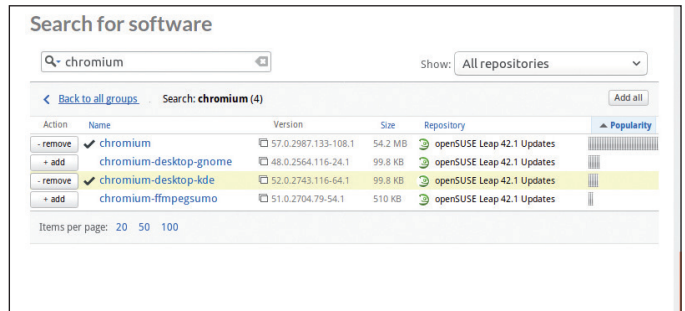 Search for software
chromium
Show: All repositories
Back to all groups Search: chromium (4) Add all
Action Name Version Size Repository Popularity
- remove chromium 57.0.2987.133-108.1 54.2 MB openSUSE Leap 42.1 Updates
+ add chromium-desktop-gnome 48.0.2564.116-24.1 99.8 KB openSUSE Leap 42.1 Updates
- remove chromium-desktop-kde 52.0.2743.116-64.1 99.8 KB openSUSE Leap 42.1 Updates
+ add chromium-ffmpegsumo 51.0.2704.79-54.1 510 KB openSUSE Leap 42.1 Updates
Items per page: 20 50 100